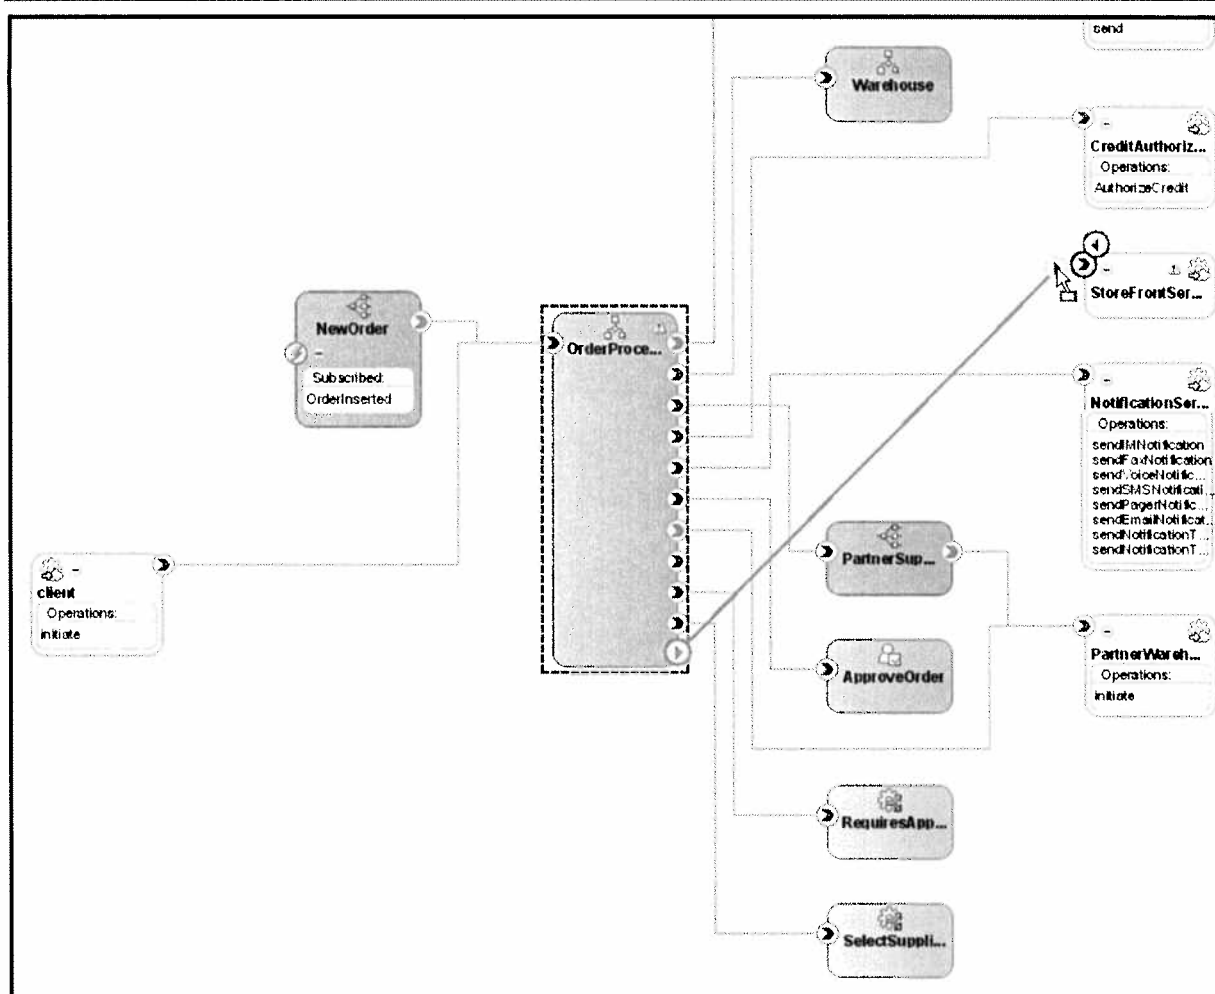 send
Warehouse
CreditAuthoriz...
Operations:
AuthorizeCredit
StoreFrontSer...
NewOrder
Subscribed:
OrderInserted
OrderProce...
NotificationSer...
Operations:
sendIMNotification
sendFaxNotification
sendVoiceNotific...
sendSMSNotificati...
sendPagerNotific...
sendEmailNotificat...
sendNotificationT...
sendNotificationT...
PartnerSup...
client
Operations:
initiate
PartnerWareh...
Operations:
initiate
ApproveOrder
RequiresApp...
SelectSuppli...